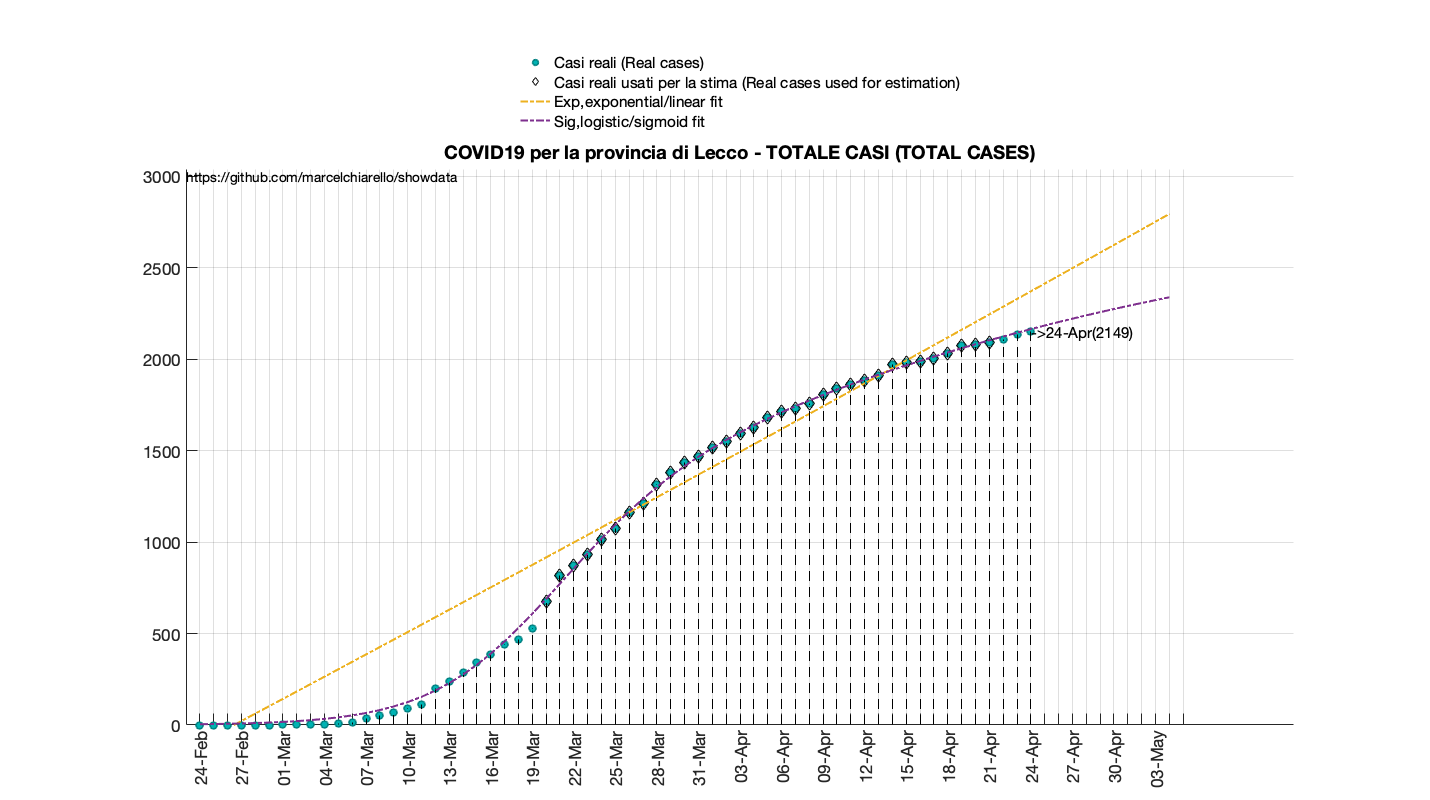 Casi reali (Real cases)
Casi reali usati per la stima (Real cases used for estimation)
Exp,exponential/linear fit
Sig,logistic/sigmoid fit
COVID19 per la provincia di Lecco - TOTALE CASI (TOTAL CASES)
https://github.com/marcelchiarello/showdata
3000
2500
2000
1500
1000
500
0
>24-Apr(2149)
24-Feb
27-Feb
01-Mar
04-Mar
07-Mar
10-Mar
13-Mar
16-Mar
19-Mar
22-Mar
25-Mar
28-Mar
31-Mar
03-Apr
06-Apr
09-Apr
12-Apr
15-Apr
18-Apr
21-Apr
24-Apr
27-Apr
30-Apr
03-May